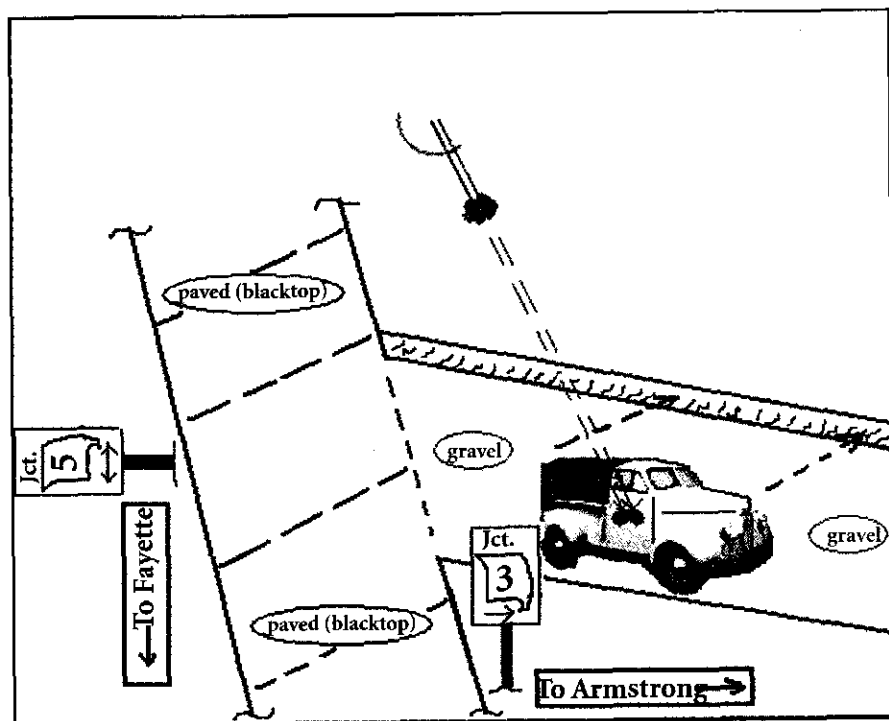 paved (blacktop)
gravel
Jct.
5
To Fayette
Jct.
3
gravel
paved (blacktop)
To Armstrong